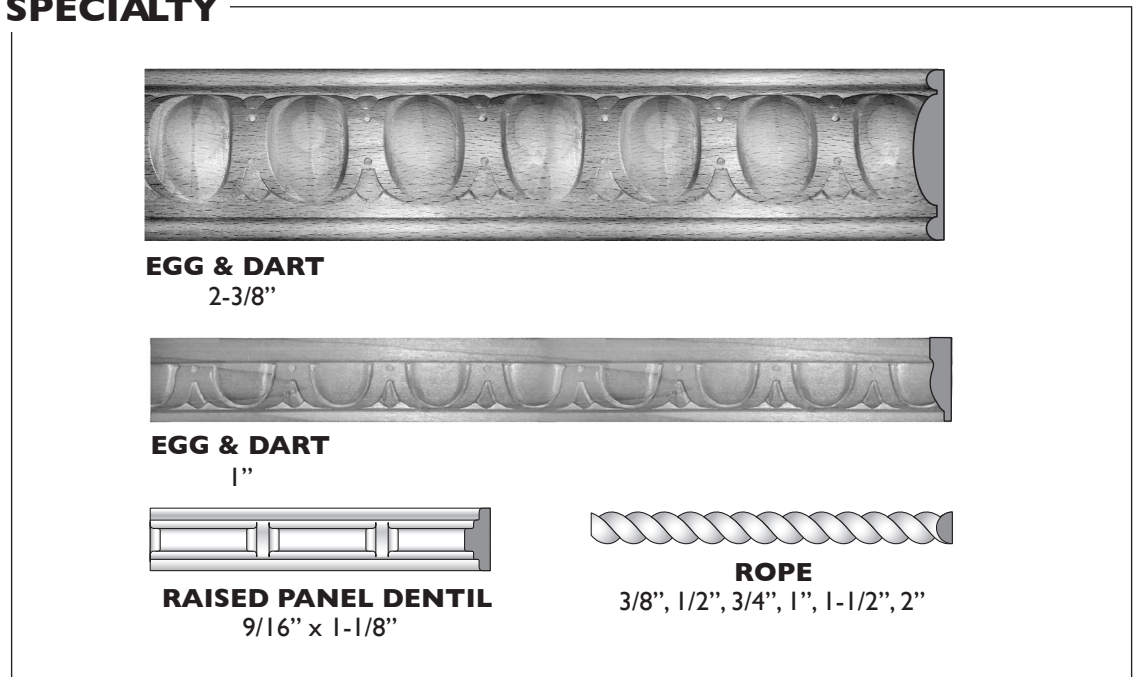 SPECIALTY
EGG & DART
2-3/8”
EGG & DART
1”
RAISED PANEL DENTIL
9/16” x 1-1/8”
ROPE
3/8”, 1/2”, 3/4”, 1”, 1-1/2”, 2”